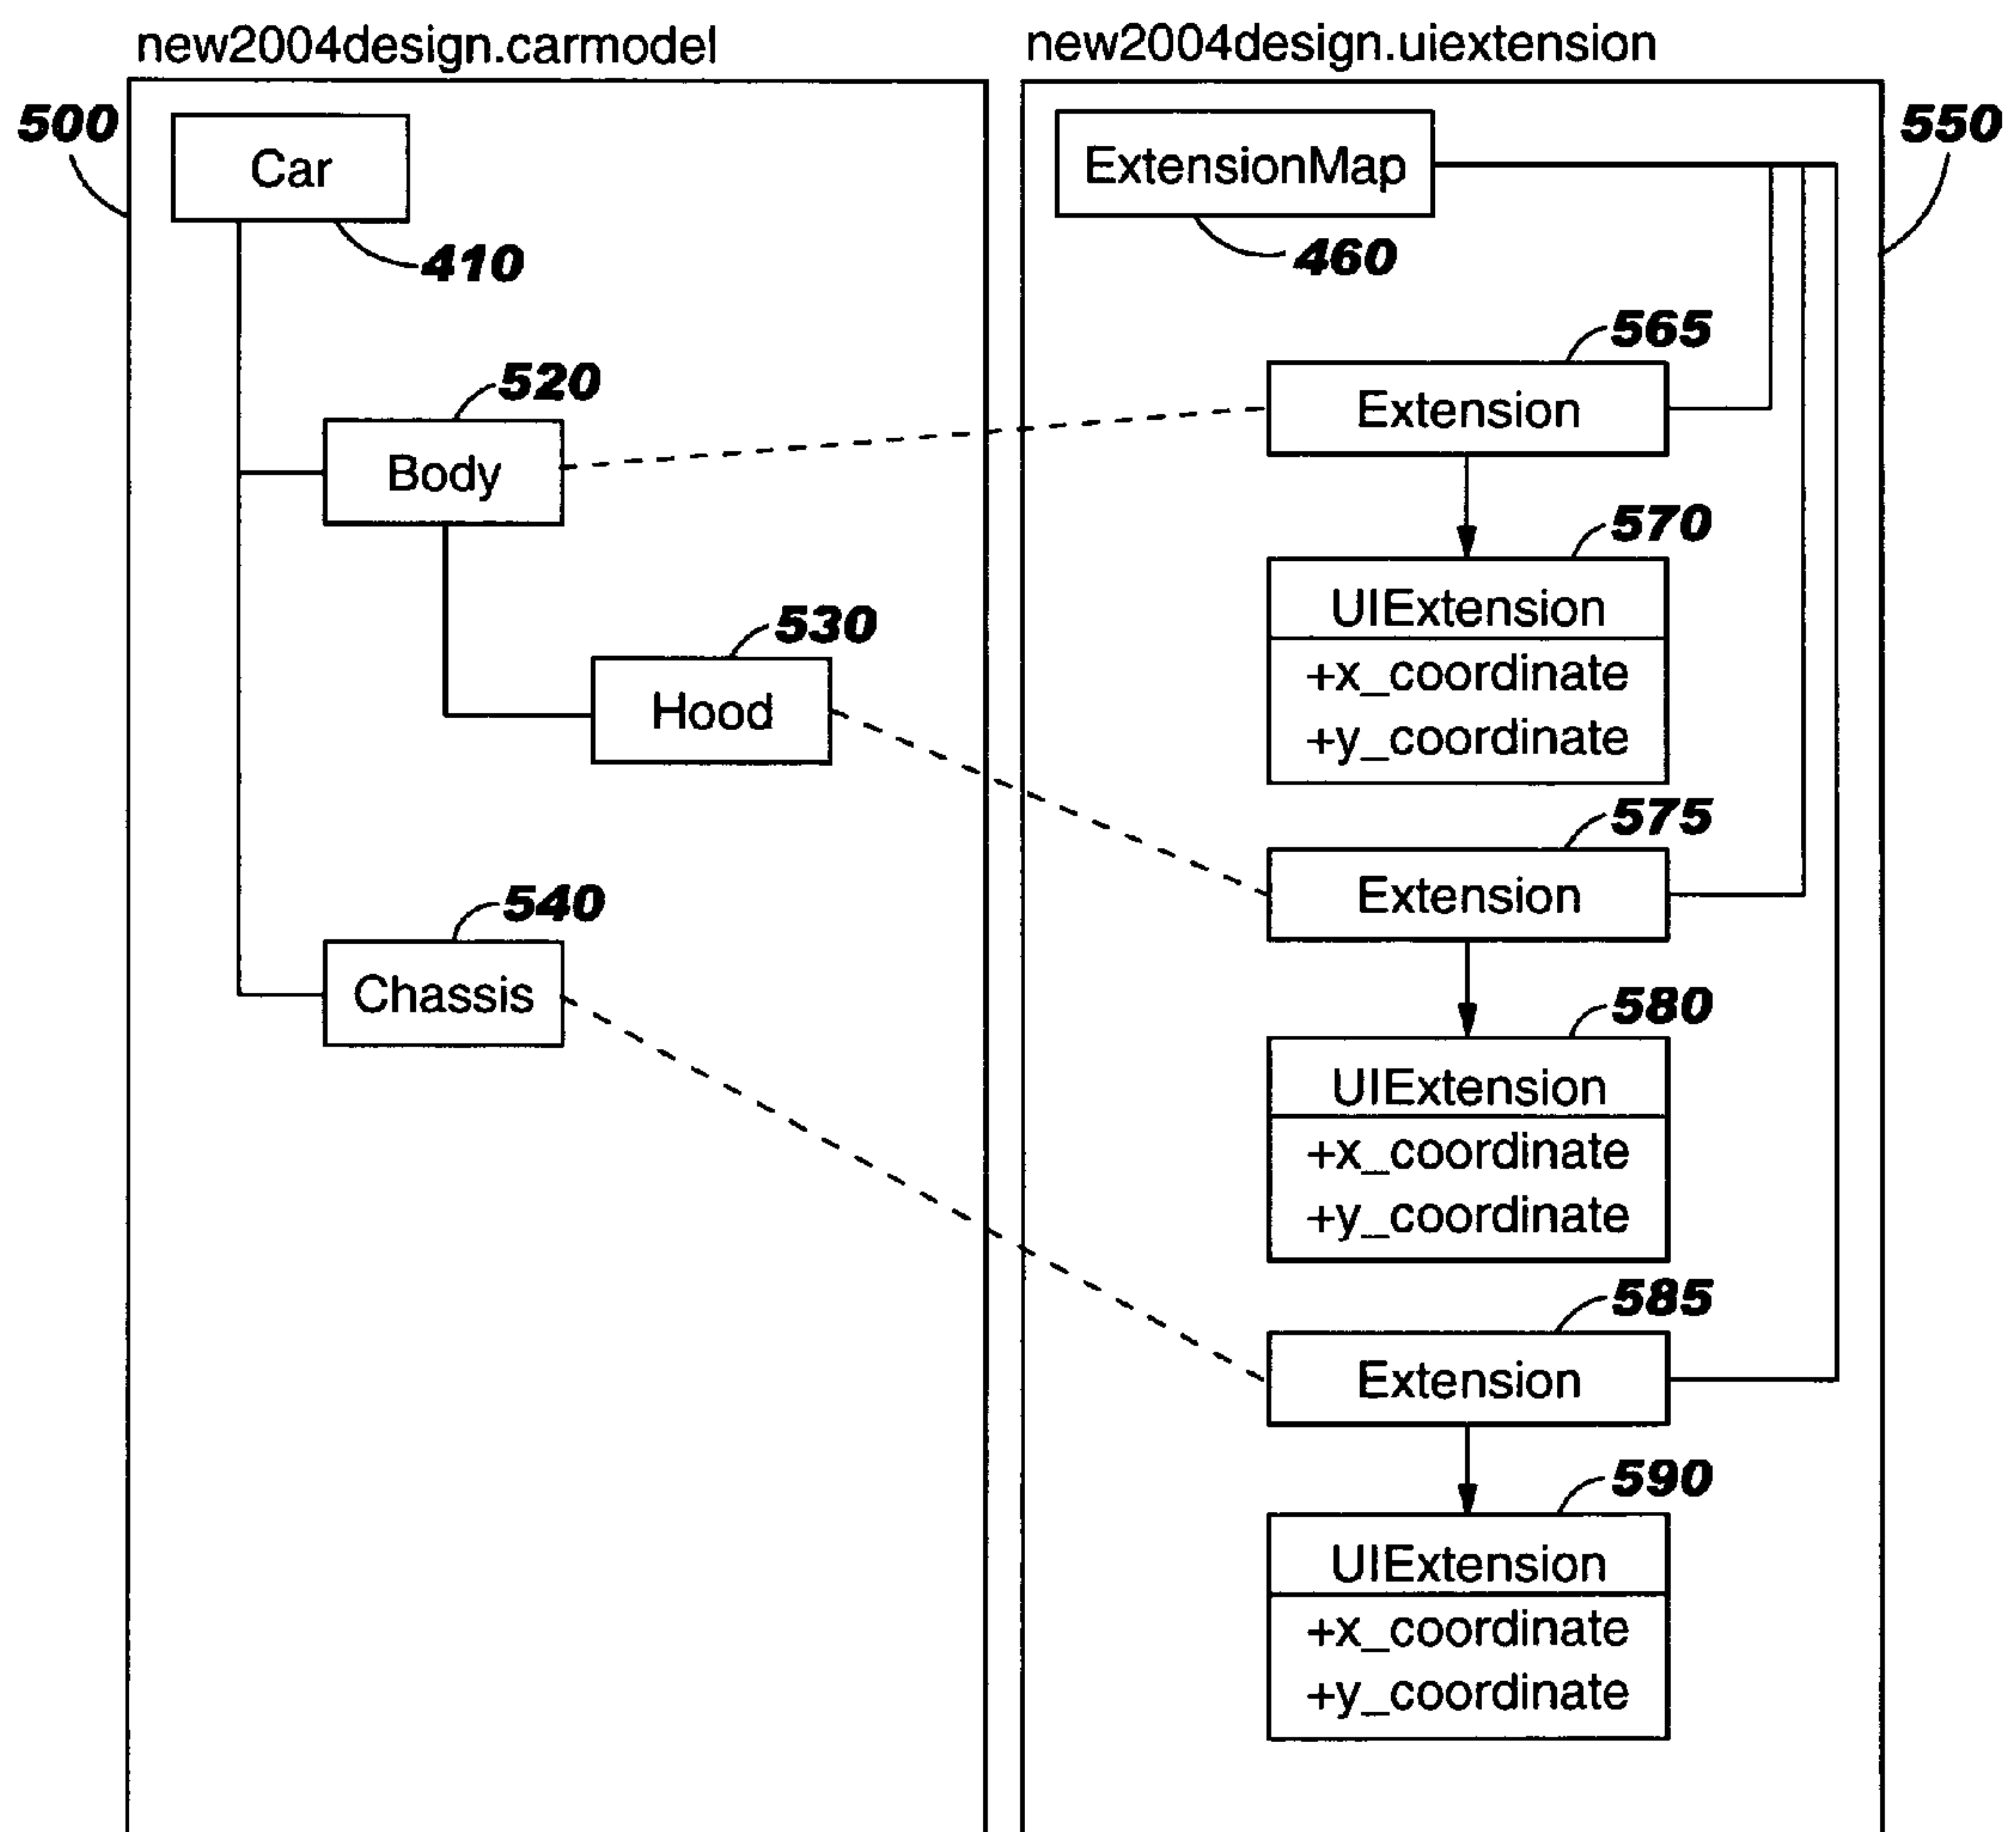 new2004design.carmodel
500
Car
410
520
Body
530
Hood
540
Chassis
new2004design.uiextension
550
ExtensionMap
460
565
Extension
570
UIExtension
+x_coordinate
+y_coordinate
575
Extension
580
UIExtension
+x_coordinate
+y_coordinate
585
Extension
590
UIExtension
+x_coordinate
+y_coordinate